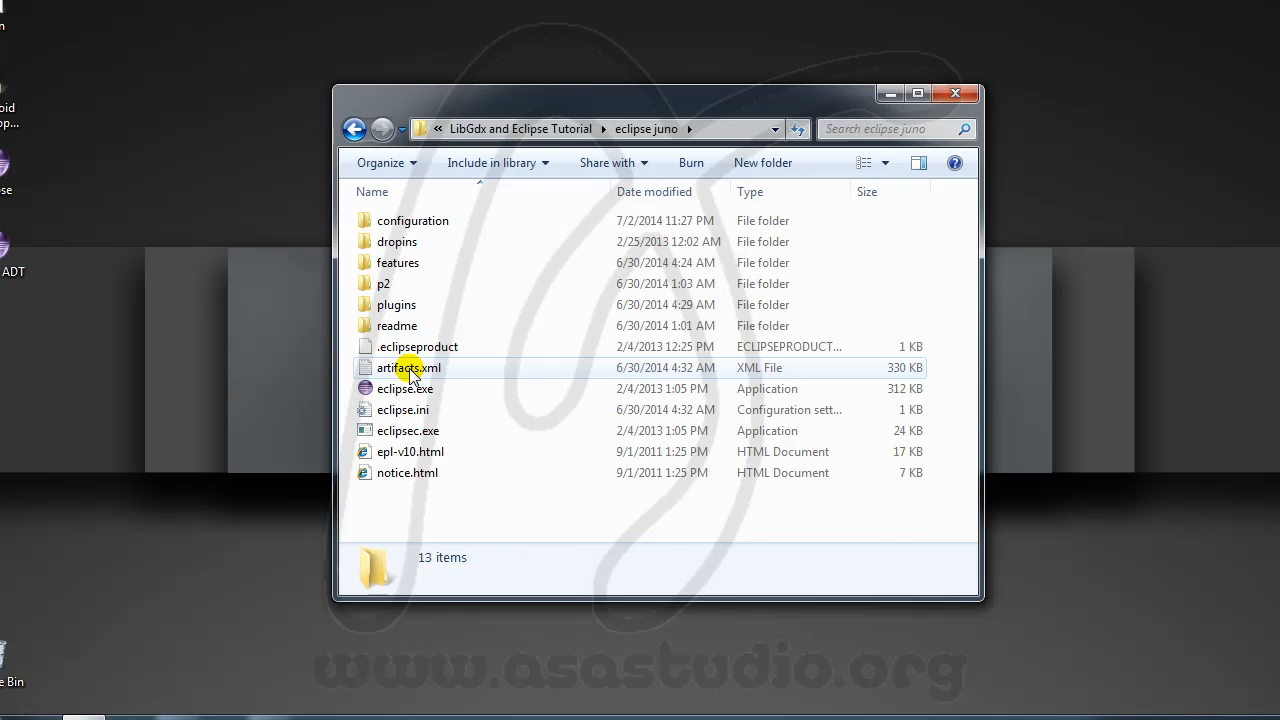 n
oid
op...
ose
ADT
e Bin
« LibGdx and Eclipse Tutorial eclipse juno
Search eclipse juno
Organize Include in library Share with Burn New folder
Name Date modified Type Size
configuration 7/2/2014 11:27 PM File folder
dropins 2/25/2013 12:02 AM File folder
features 6/30/2014 4:24 AM File folder
p2 6/30/2014 1:03 AM File folder
plugins 6/30/2014 4:29 AM File folder
readme 6/30/2014 1:01 AM File folder
.eclipseproduct 2/4/2013 12:25 PM ECLIPSEPRODUCT... 1 KB
artifacts.xml 6/30/2014 4:32 AM XML File 330 KB
eclipse.exe 2/4/2013 1:05 PM Application 312 KB
eclipse.ini 6/30/2014 4:32 AM Configuration sett... 1 KB
eclipsec.exe 2/4/2013 1:05 PM Application 24 KB
epl-v10.html 9/1/2011 1:25 PM HTML Document 17 KB
notice.html 9/1/2011 1:25 PM HTML Document 7 KB
13 items
www.asastudio.org